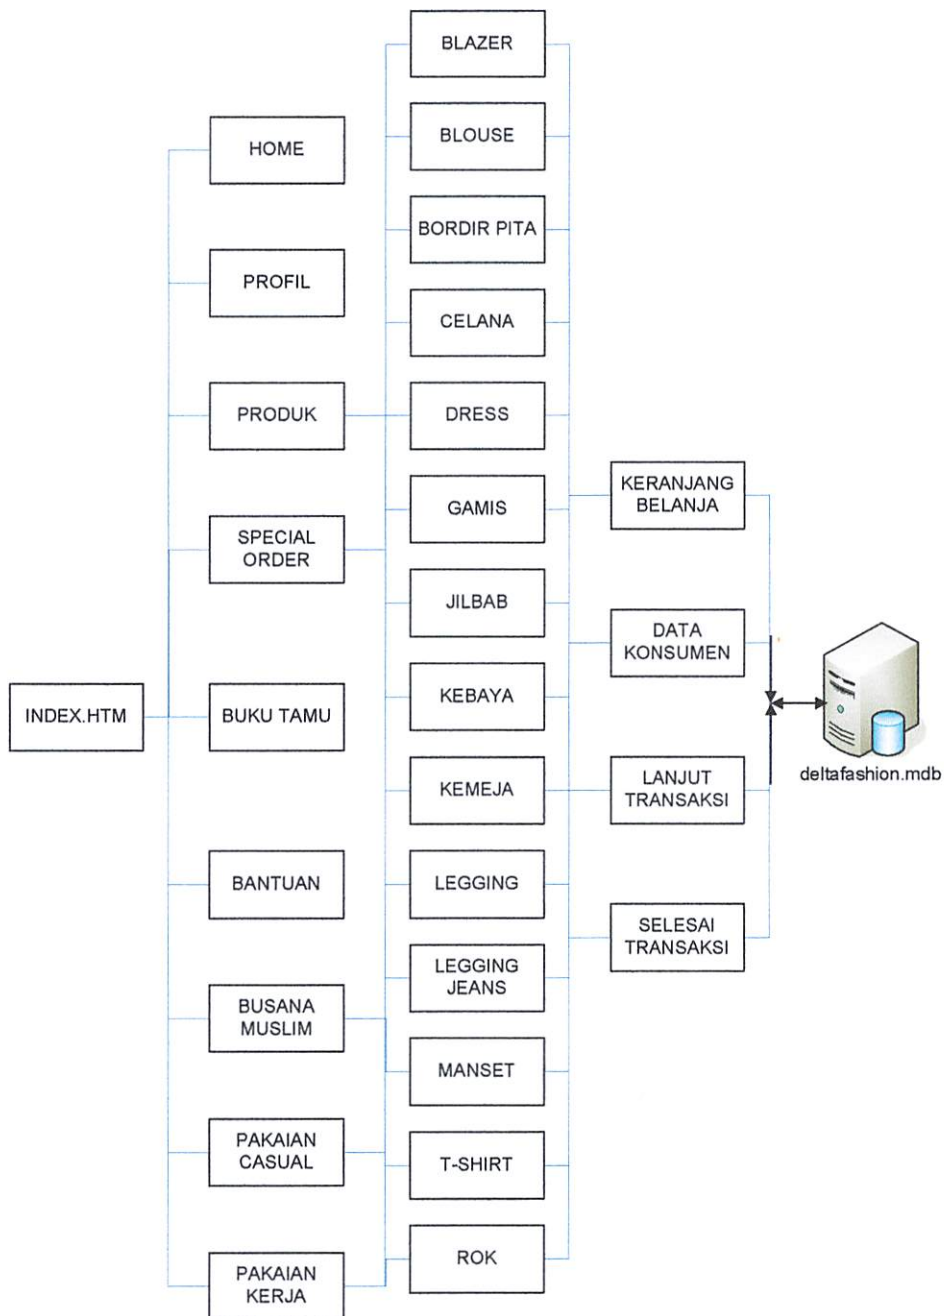 INDEX.HTM
HOME
PROFIL
PRODUK
SPECIAL
ORDER
BUKU TAMU
BANTUAN
BUSANA
MUSLIM
PAKAIAN
CASUAL
PAKAIAN
KERJA
BLAZER
BLOUSE
BORDIR PITA
CELANA
DRESS
GAMIS
JILBAB
KEBAYA
KEMEJA
LEGGING
LEGGING
JEANS
MANSET
T-SHIRT
ROK
KERANJANG
BELANJA
DATA
KONSUMEN
LANJUT
TRANSAKSI
SELESAI
TRANSAKSI
deltafashion.mdb